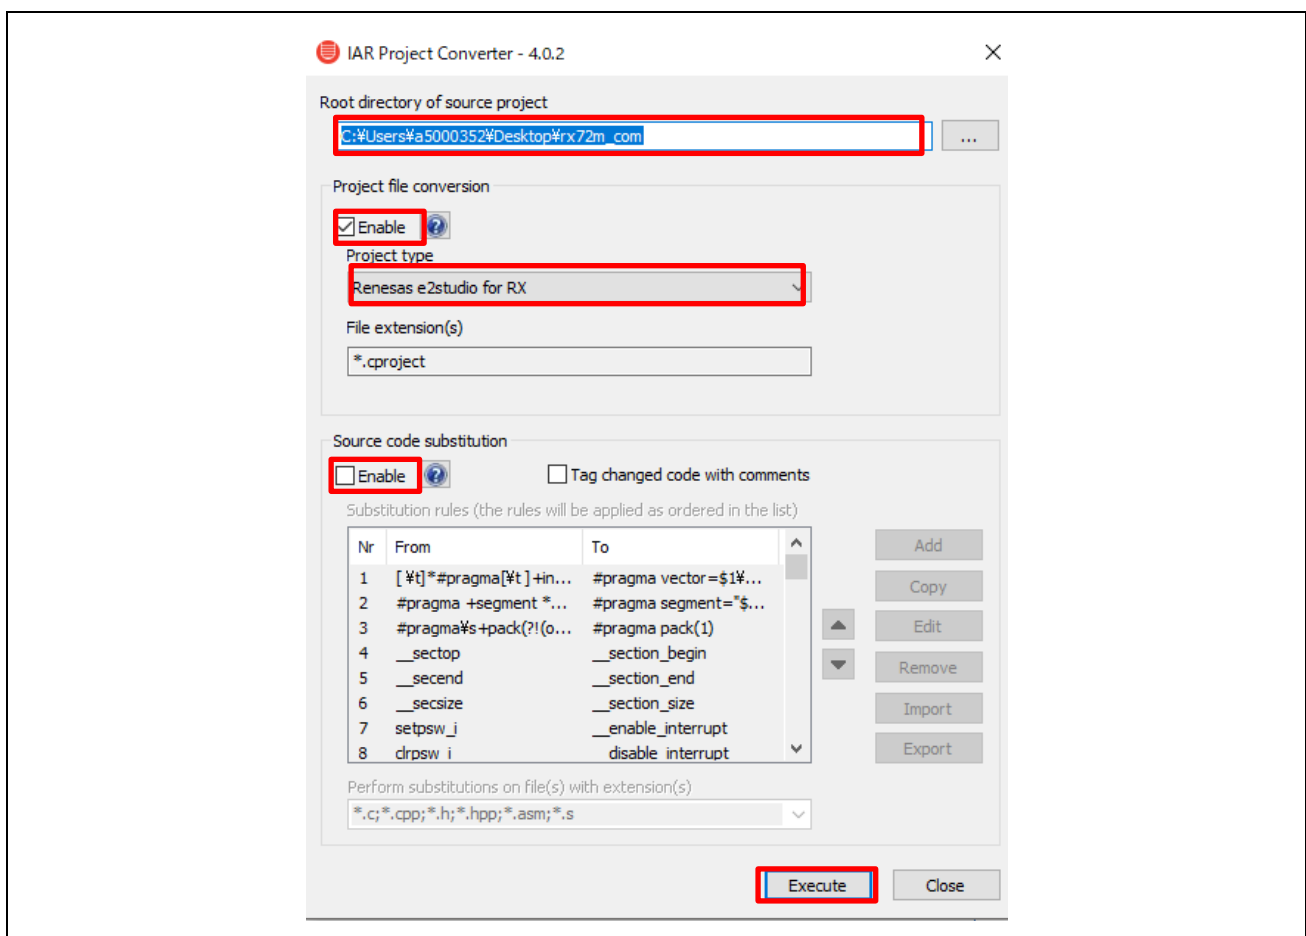 IAR Project Converter - 4.0.2
Root directory of source project
C:¥Users¥a5000352¥Desktop¥rx72m_com
...
Project file conversion
Enable
Project type
Renesas e2studio for RX
File extension(s)
*.cproject
Source code substitution
Enable
Tag changed code with comments
Substitution rules (the rules will be applied as ordered in the list)
Nr From To
1 [ ¥t]*#pragma[¥t ]+in... #pragma vector=$1¥...
2 #pragma +segment *... #pragma segment="$...
3 #pragma¥s+pack(?!(o... #pragma pack(1)
4 __sectop __section_begin
5 __secend __section_end
6 __secsize __section_size
7 setpsw_i __enable_interrupt
8 clrpsw_i __disable_interrupt
Add
Copy
Edit
Remove
Import
Export
Perform substitutions on file(s) with extension(s)
*.c;*.cpp;*.h;*.hpp;*.asm;*.s
Execute Close